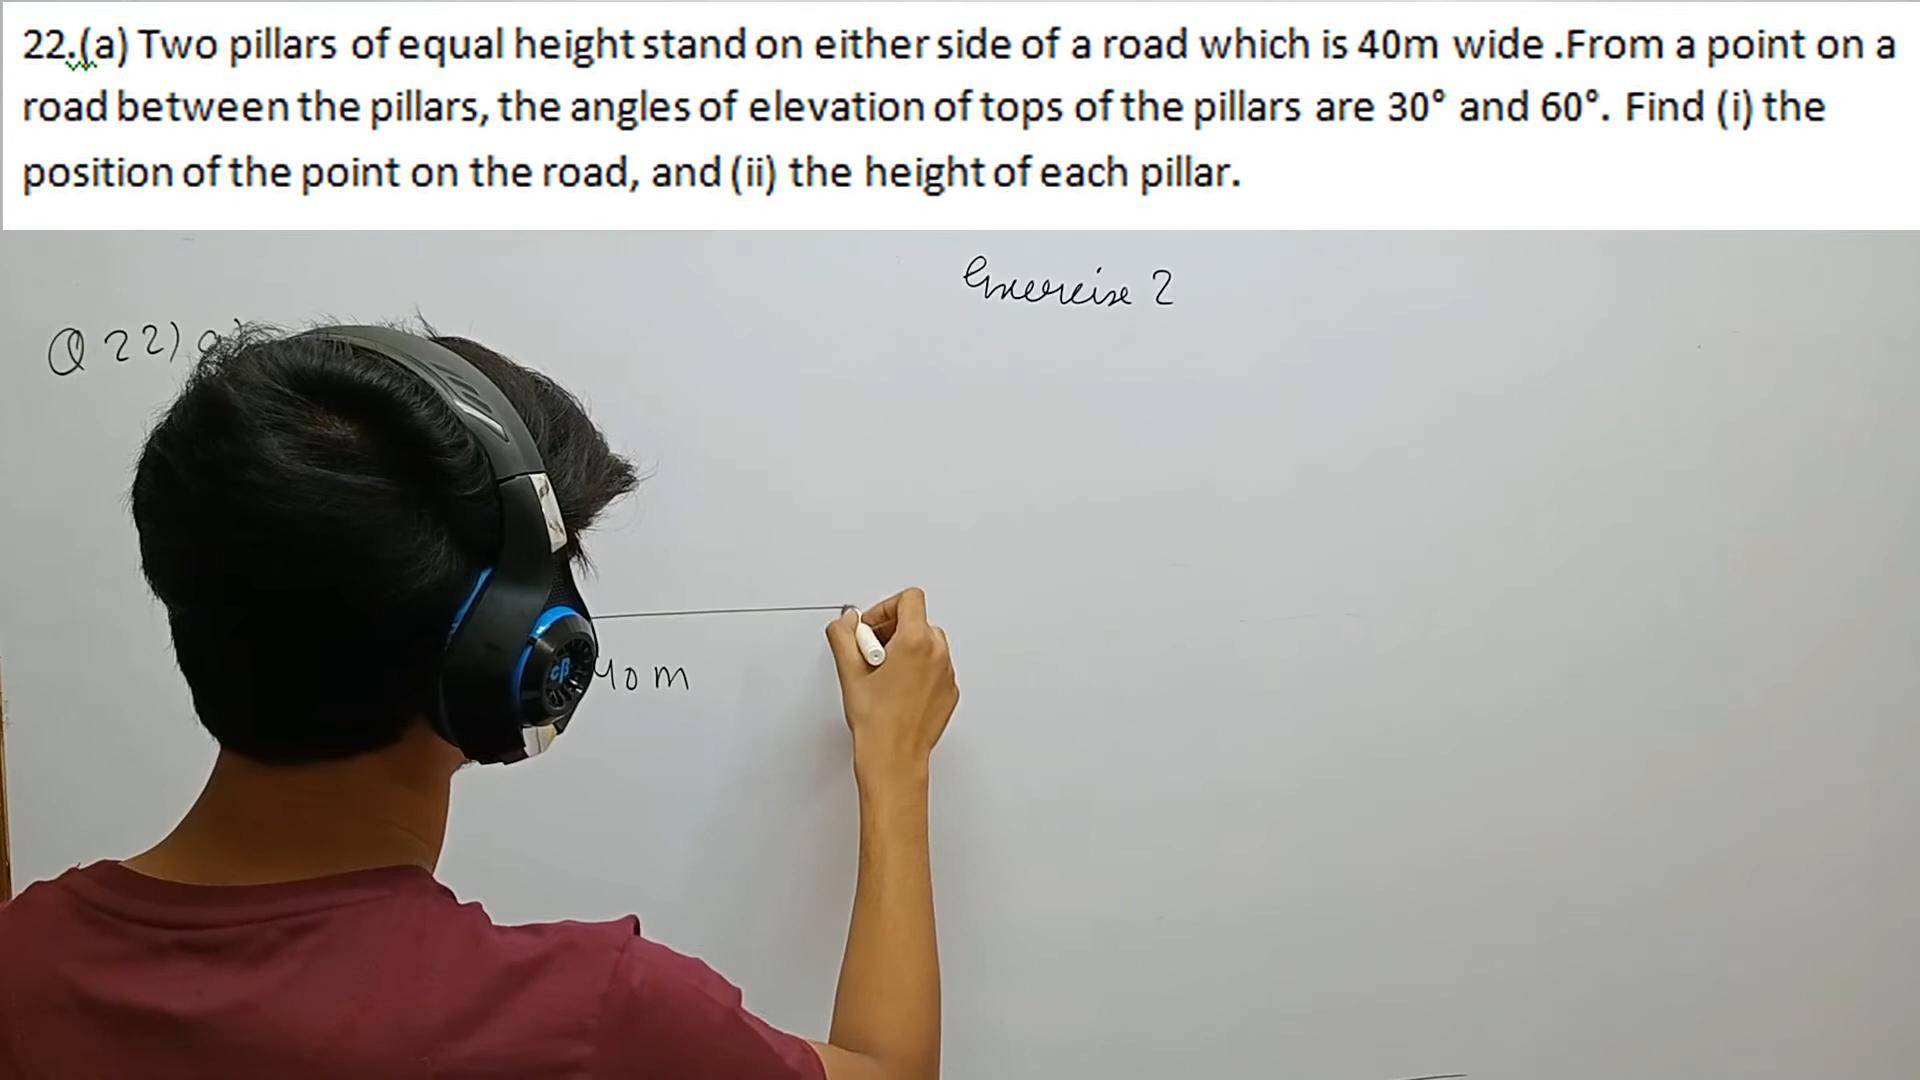 22.(a) Two pillars of equal height stand on either side of a road which is 40m wide .From a point on a
road between the pillars, the angles of elevation of tops of the pillars are 30° and 60°. Find (i) the
position of the point on the road, and (ii) the height of each pillar.
Exercise 2
Q 22) a)
40 m
cβ